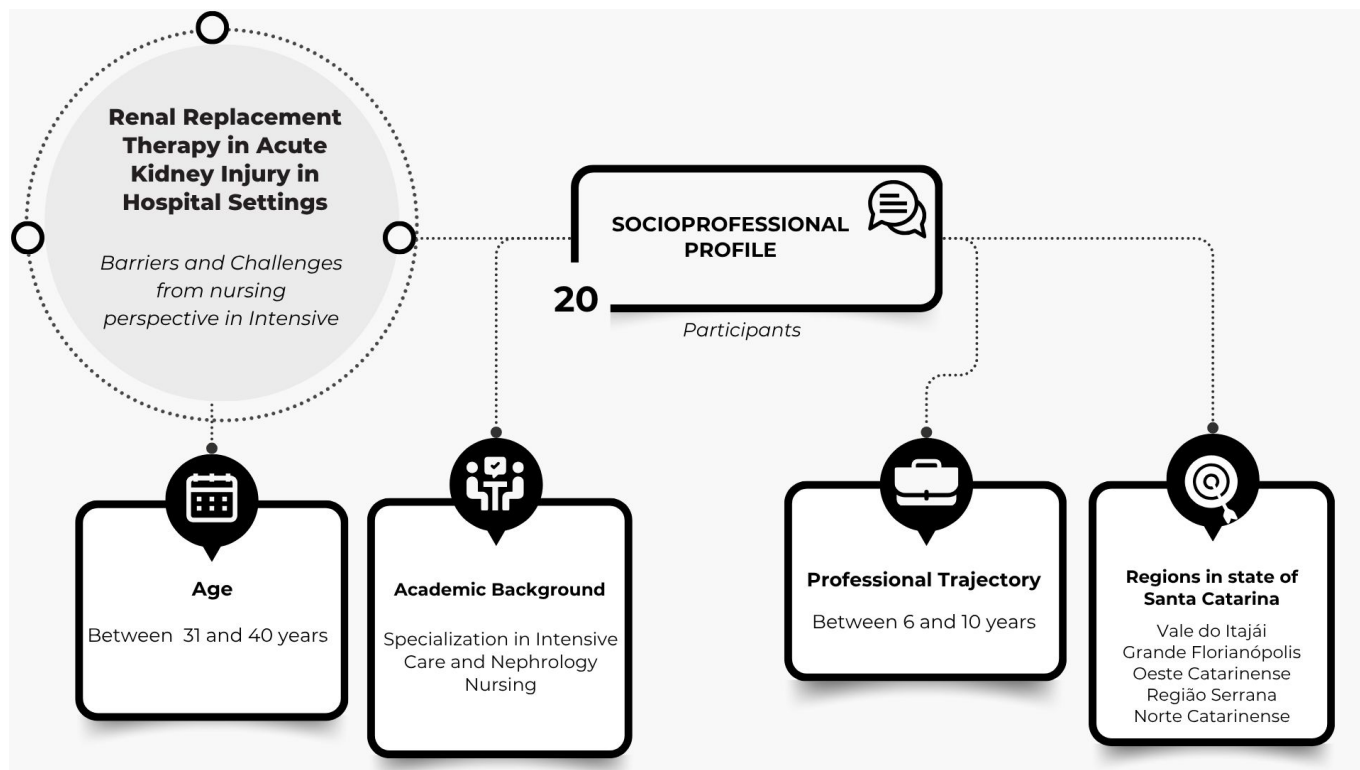 Renal Replacement
Therapy in Acute
Kidney Injury in
Hospital Settings
Barriers and Challenges
from nursing
perspective in Intensive
SOCIOPROFESSIONAL
PROFILE
20
Participants
Age
Between 31 and 40 years
Academic Background
Specialization in Intensive
Care and Nephrology
Nursing
Professional Trajectory
Between 6 and 10 years
Regions in state of
Santa Catarina
Vale do Itajái
Grande Florianópolis
Oeste Catarinense
Região Serrana
Norte Catarinense